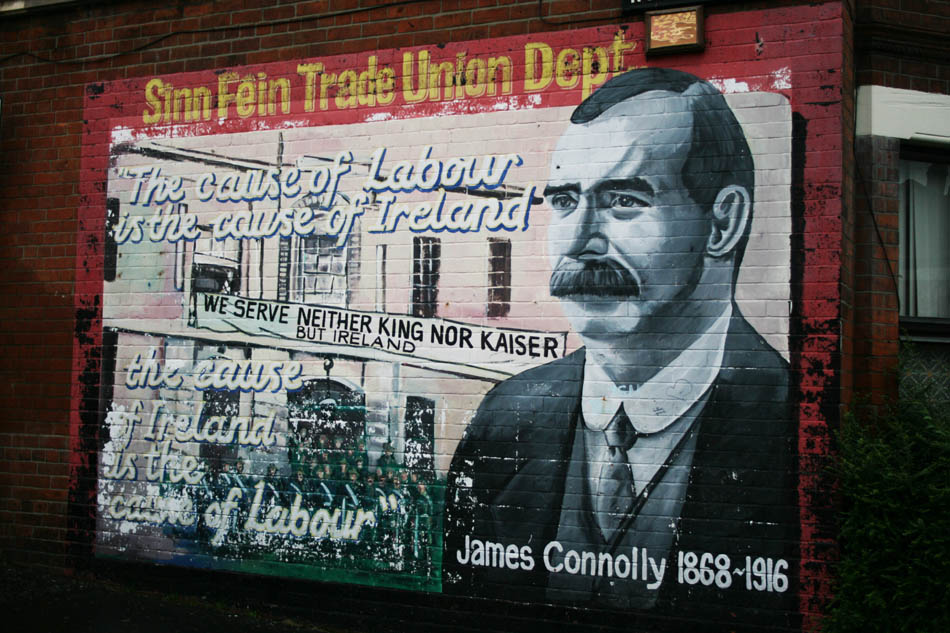 Sinn Fein Trade Union Dept.
"The cause of Labour
is the cause of Ireland
WE SERVE NEITHER KING NOR KAISER
BUT IRELAND
the cause
of Ireland
is the
cause of Labour"
James Connolly 1868~1916